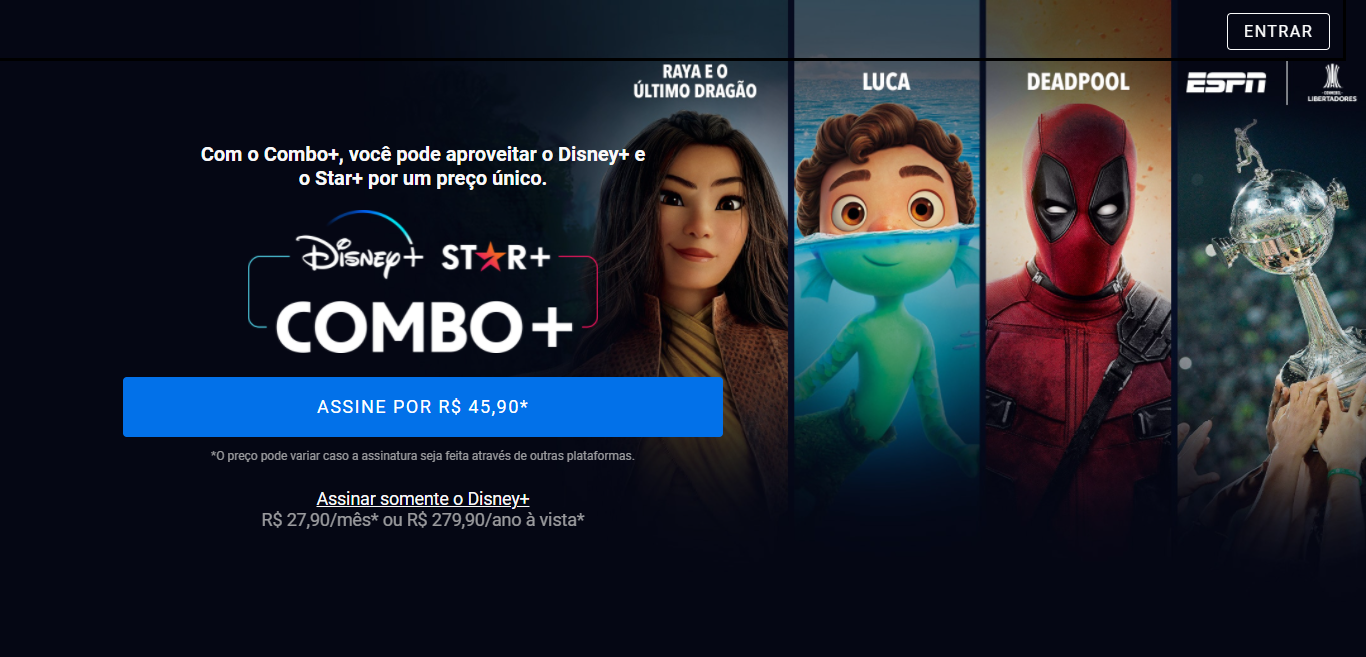 ENTRAR
RAYA E O
ÚLTIMO DRAGÃO
LUCA
DEADPOOL
ESPN
CONMEBOL
LIBERTADORES
Com o Combo+, você pode aproveitar o Disney+ e
o Star+ por um preço único.
Disney+ STAR+
COMBO+
ASSINE POR R$ 45,90*
*O preço pode variar caso a assinatura seja feita através de outras plataformas.
Assinar somente o Disney+
R$ 27,90/mês* ou R$ 279,90/ano à vista*